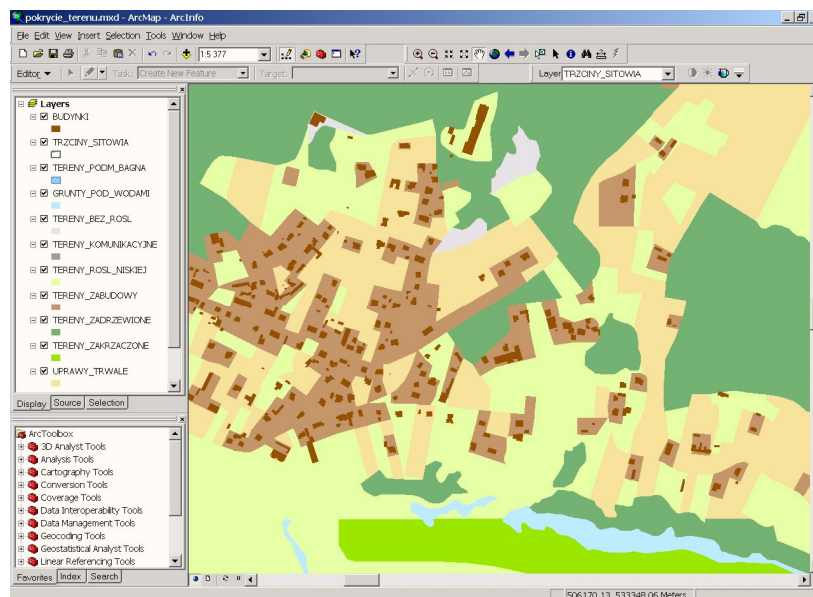 pokrycie_terenu.mxd - ArcMap - ArcInfo
File Edit View Insert Selection Tools Window Help
1:5 377
Editor Task: Create New Feature Target: Layer TRZCINY_SITOWIA
Layers
BUDYNKI
TRZCINY_SITOWIA
TERENY_PODM_BAGNA
GRUNTY_POD_WODAMI
TERENY_BEZ_ROSL
TERENY_KOMUNIKACYJNE
TERENY_ROSL_NISKIEJ
TERENY_ZABUDOWY
TERENY_ZADRZEWIONE
TERENY_ZAKRZACZONE
UPRAWY_TRWALE
Display Source Selection
ArcToolbox
3D Analyst Tools
Analysis Tools
Cartography Tools
Conversion Tools
Coverage Tools
Data Interoperability Tools
Data Management Tools
Geocoding Tools
Geostatistical Analyst Tools
Linear Referencing Tools
Favorites Index Search
506170,13 533348,06 Meters